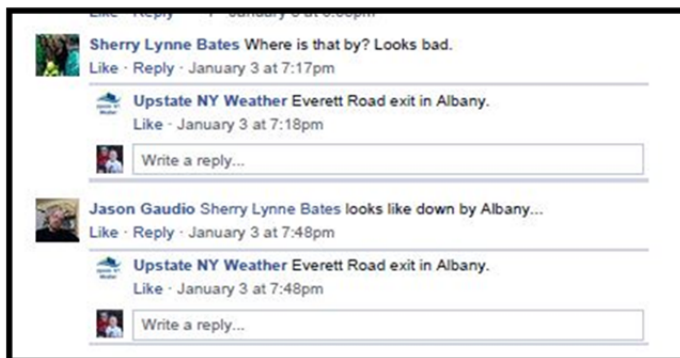 Sherry Lynne Bates Where is that by? Looks bad.
Like · Reply · January 3 at 7:17pm
Upstate NY Weather Everett Road exit in Albany.
Like · January 3 at 7:18pm
Write a reply...
Jason Gaudio Sherry Lynne Bates looks like down by Albany...
Like · Reply · January 3 at 7:48pm
Upstate NY Weather Everett Road exit in Albany.
Like · January 3 at 7:48pm
Write a reply...